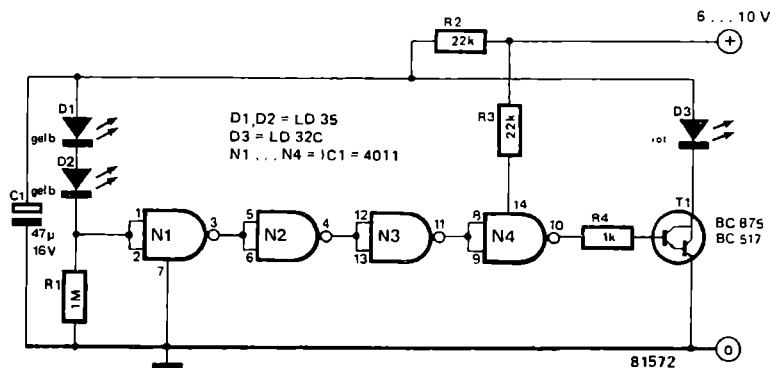 6 ... 10 V
R2
22k
+
D1
gelb
D2
gelb
D1,D2 = LD 35
D3 = LD 32C
N1 ... N4 = IC1 = 4011
R3
22k
D3
rot
C1
47µ
16V
1
2
N1
3
7
5
6
N2
4
12
13
N3
11
14
8
9
N4
10
R4
1k
T1
BC 875
BC 517
R1
1M
0
81572